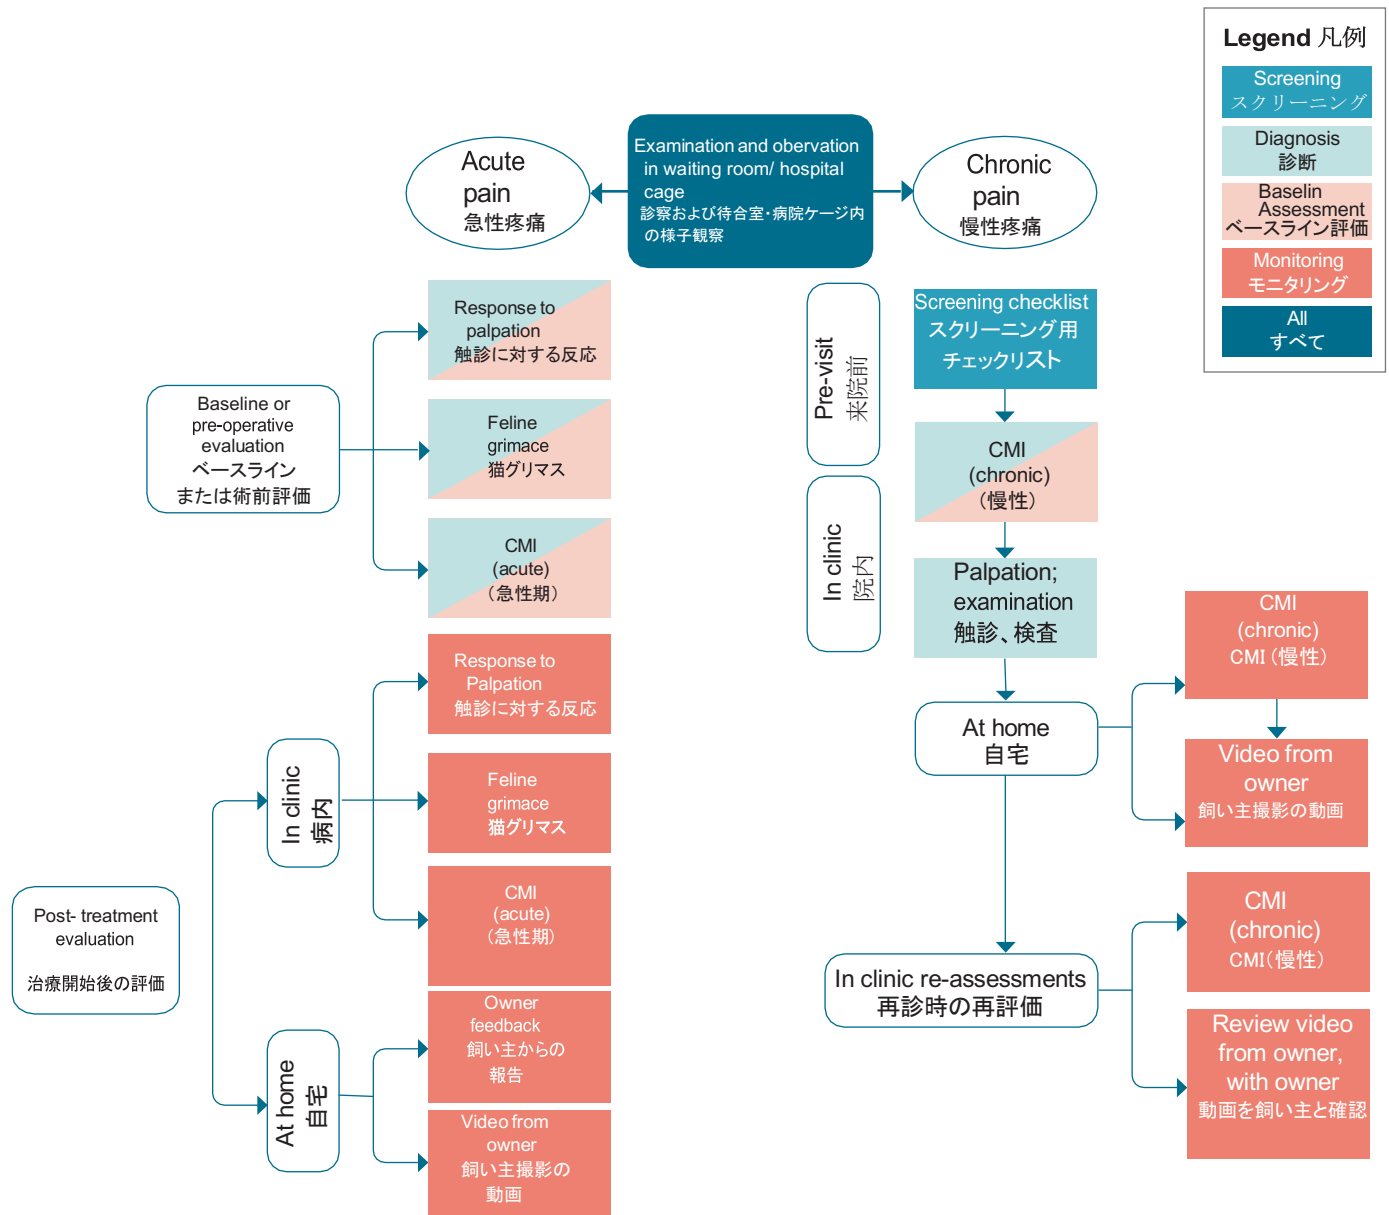 Legend 凡例
Screening
スクリーニング
Diagnosis
診断
Baselin
Assessment
ベースライン評価
Monitoring
モニタリング
All
すべて
Examination and obervation
in waiting room/ hospital
cage
診察および待合室・病院ケージ内
の様子観察
Acute
pain
急性疼痛
Chronic
pain
慢性疼痛
Baseline or
pre-operative
evaluation
ベースライン
または術前評価
Response to
palpation
触診に対する反応
Feline
grimace
猫グリマス
CMI
(acute)
（急性期）
Post- treatment
evaluation
治療開始後の評価
In clinic
病内
Response to
Palpation
触診に対する反応
Feline
grimace
猫グリマス
CMI
(acute)
（急性期）
At home
自宅
Owner
feedback
飼い主からの
報告
Video from
owner
飼い主撮影の
動画
Pre-visit
来院前
Screening checklist
スクリーニング用
チェックリスト
CMI
(chronic)
（慢性）
In clinic
院内
Palpation;
examination
触診、検査
At home
自宅
CMI
(chronic)
CMI（慢性）
Video from
owner
飼い主撮影の動画
In clinic re-assessments
再診時の再評価
CMI
(chronic)
CMI（慢性）
Review video
from owner,
with owner
動画を飼い主と確認